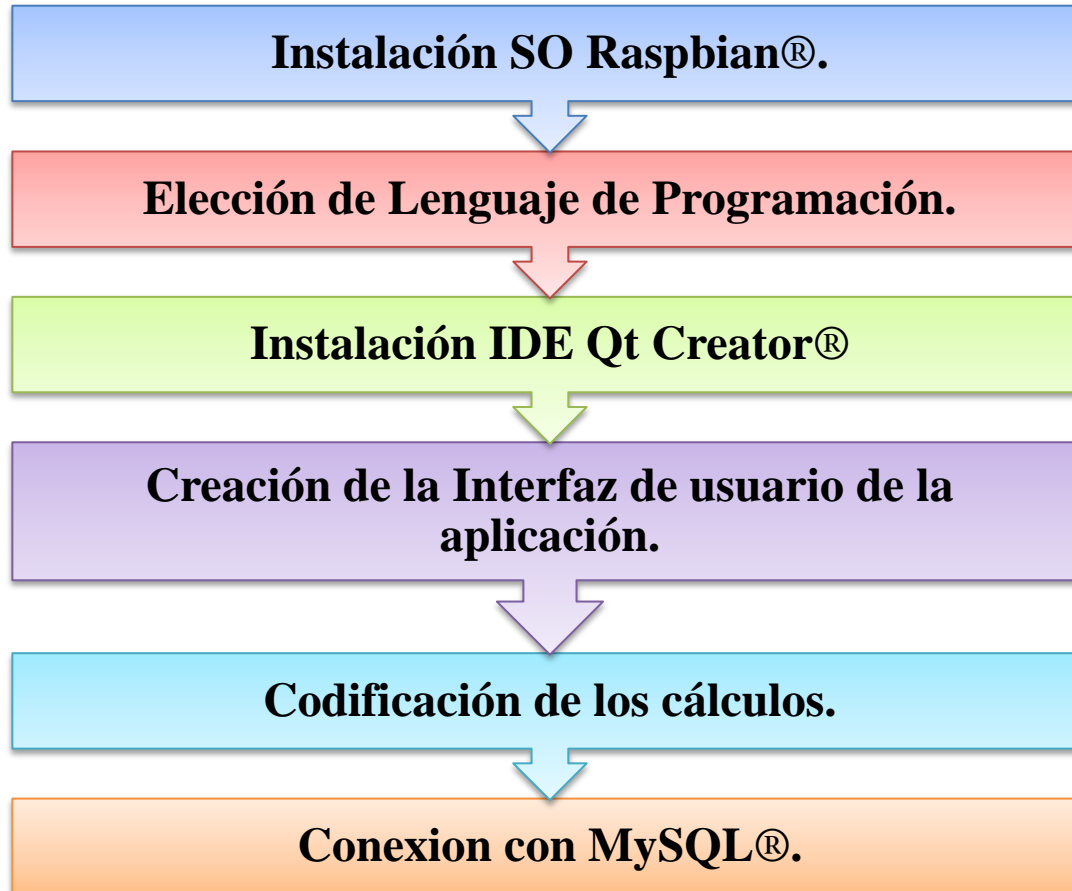 Instalación SO Raspbian®.
Elección de Lenguaje de Programación.
Instalación IDE Qt Creator®
Creación de la Interfaz de usuario de la
aplicación.
Codificación de los cálculos.
Conexion con MySQL®.